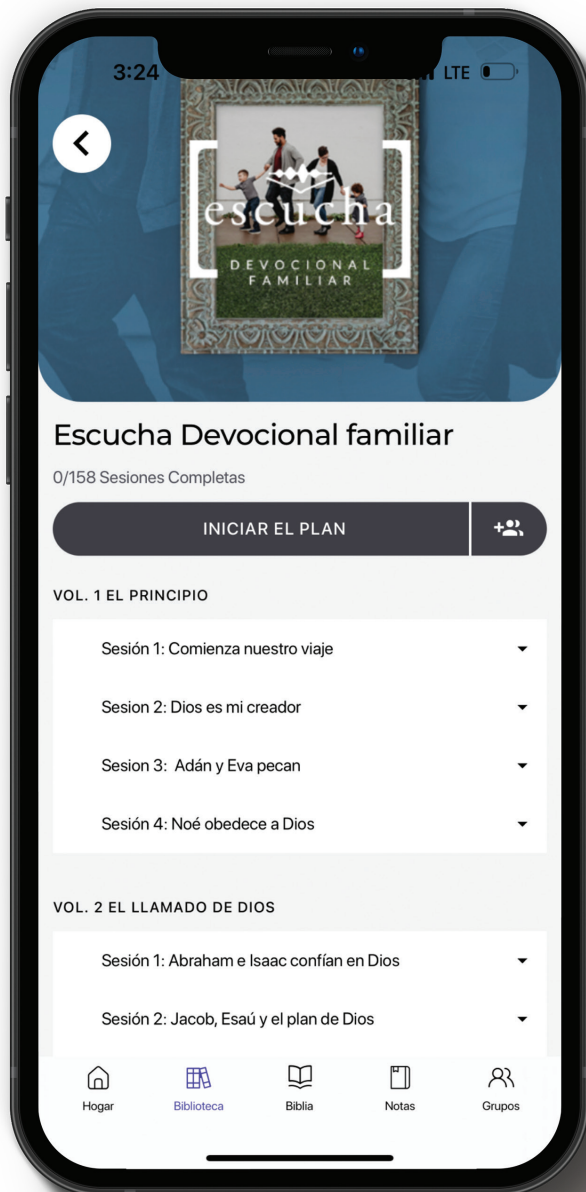 3:24
LTE
escucha
DEVOCIONAL
FAMILIAR
Escucha Devocional familiar
0/158 Sesiones Completas
INICIAR EL PLAN
VOL. 1 EL PRINCIPIO
Sesión 1: Comienza nuestro viaje
Sesion 2: Dios es mi creador
Sesion 3:  Adán y Eva pecan
Sesión 4: Noé obedece a Dios
VOL. 2 EL LLAMADO DE DIOS
Sesión 1: Abraham e Isaac confían en Dios
Sesión 2: Jacob, Esaú y el plan de Dios
Hogar Biblioteca Biblia Notas Grupos